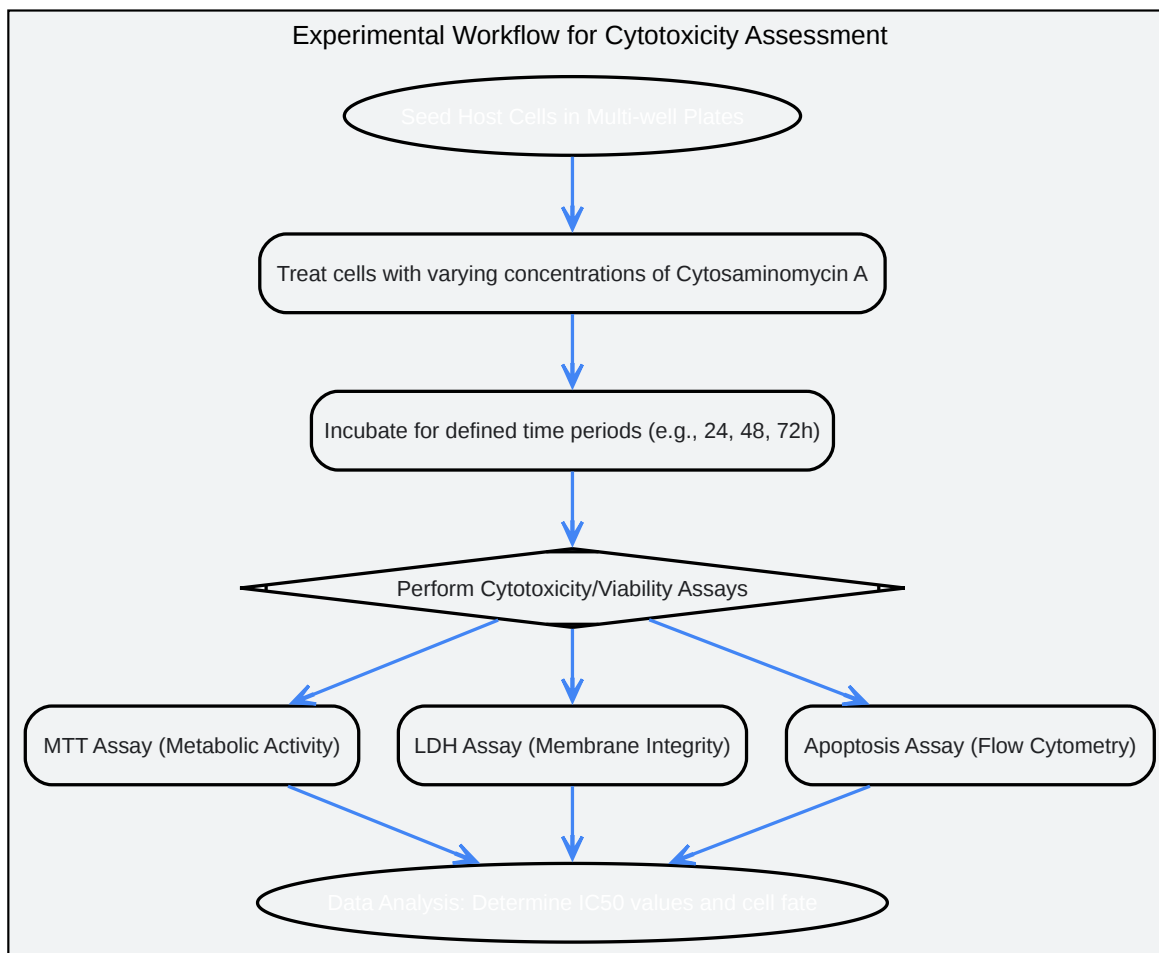 Experimental Workflow for Cytotoxicity Assessment
Seed Host Cells in Multi-well Plates
Treat cells with varying concentrations of Cytosaminomycin A
Incubate for defined time periods (e.g., 24, 48, 72h)
Perform Cytotoxicity/Viability Assays
MTT Assay (Metabolic Activity)
LDH Assay (Membrane Integrity)
Apoptosis Assay (Flow Cytometry)
Data Analysis: Determine IC50 values and cell fate